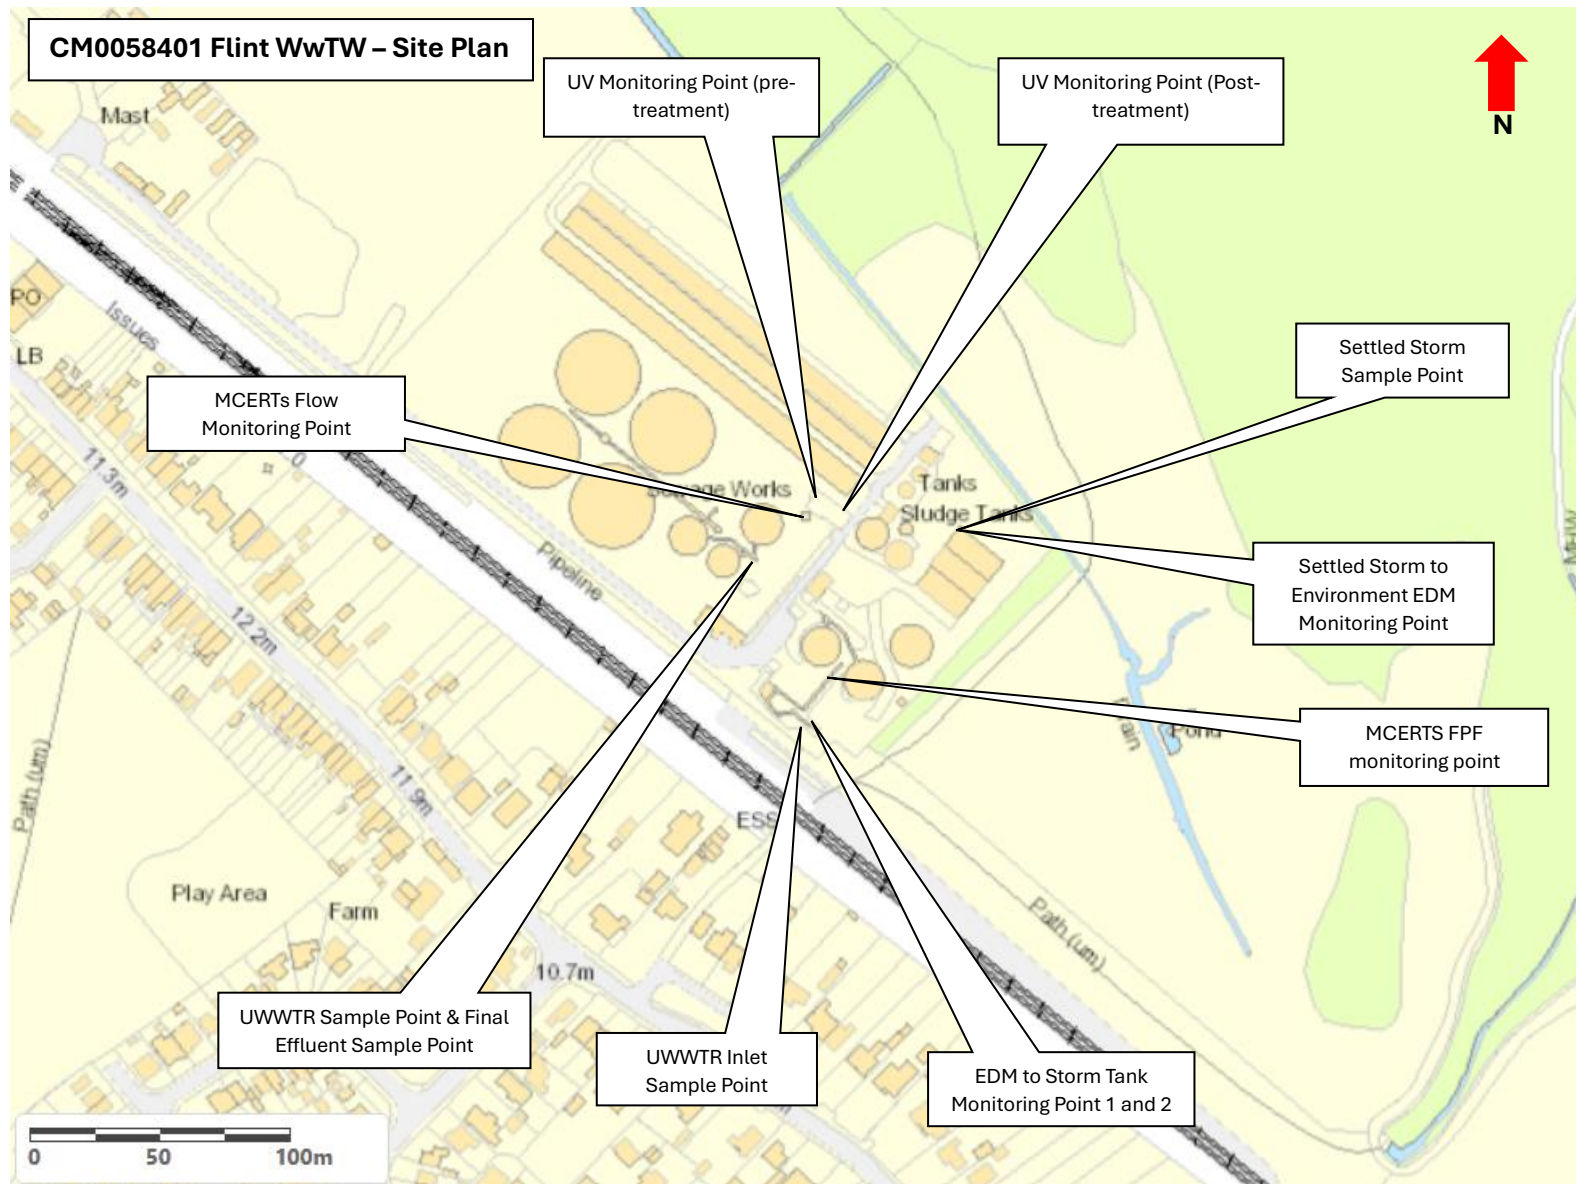 CM0058401 Flint WwTW – Site Plan
UV Monitoring Point (pre-
treatment)
UV Monitoring Point (Post-
treatment)
N
Mast
PO
LB
Issues
Settled Storm
Sample Point
MCERTs Flow
Monitoring Point
11.3m
Sewage Works
Tanks
Sludge Tanks
Pipeline
Settled Storm to
Environment EDM
Monitoring Point
12.2m
MCERTS FPF
monitoring point
Drain
Pond
Path (um)
11.9m
ESS
Play Area
Farm
Path (um)
10.7m
UWWTR Sample Point & Final
Effluent Sample Point
UWWTR Inlet
Sample Point
EDM to Storm Tank
Monitoring Point 1 and 2
0 50 100m